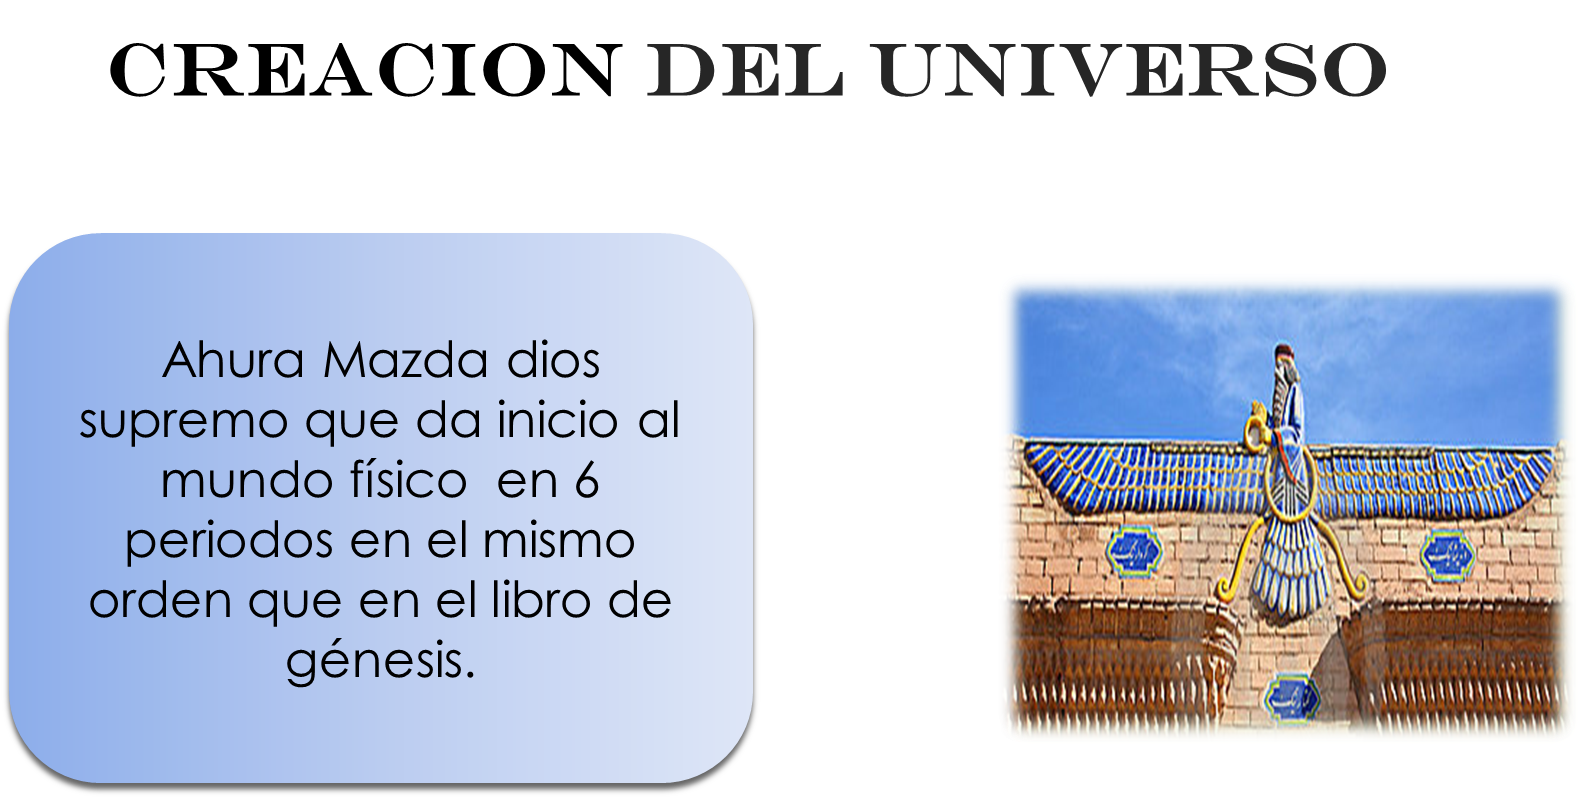 CREACION DEL UNIVERSO
Ahura Mazda dios
supremo que da inicio al
mundo físico  en 6
periodos en el mismo
orden que en el libro de
génesis.